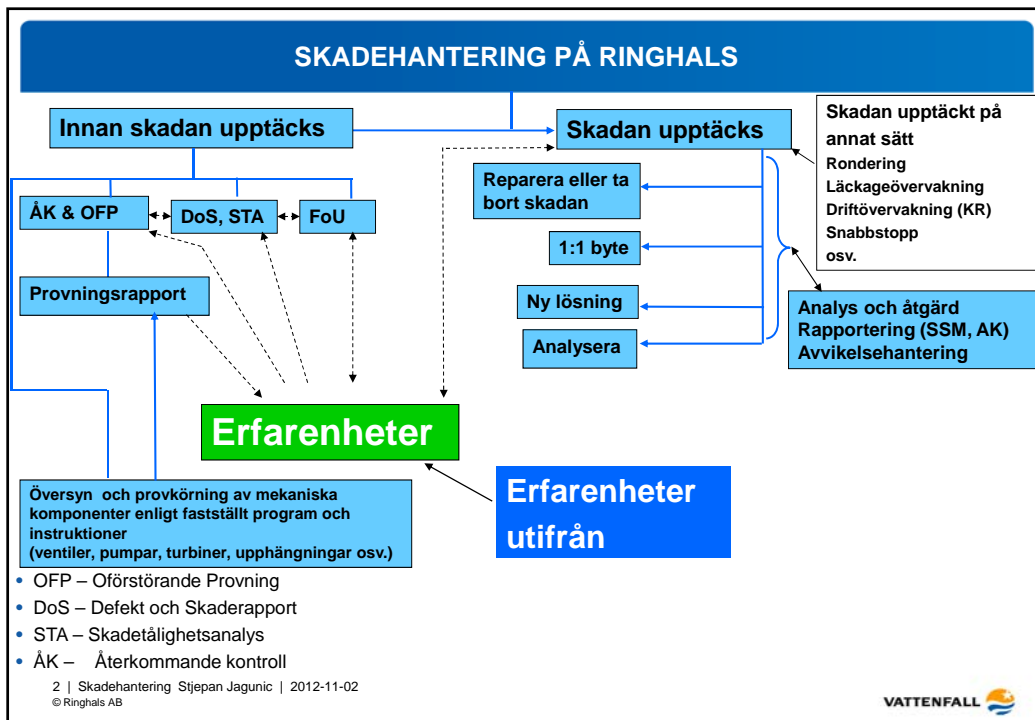 SKADEHANTERING PÅ RINGHALS
Innan skadan upptäcks
Skadan upptäcks
Skadan upptäckt på
annat sätt
Rondering
Läckageövervakning
Driftövervakning (KR)
Snabbstopp
osv.
ÅK & OFP
DoS, STA
FoU
Reparera eller ta
bort skadan
1:1 byte
Provningsrapport
Ny lösning
Analysera
Analys och åtgärd
Rapportering (SSM, AK)
Avvikelsehantering
Erfarenheter
Erfarenheter
utifrån
Översyn och provkörning av mekaniska
komponenter enligt fastställt program och
instruktioner
(ventiler, pumpar, turbiner, upphängningar osv.)
• OFP – Oförstörande Provning
• DoS – Defekt och Skaderapport
• STA – Skadetålighetsanalys
• ÅK – Återkommande kontroll
2 | Skadehantering Stjepan Jagunic | 2012-11-02
© Ringhals AB
VATTENFALL